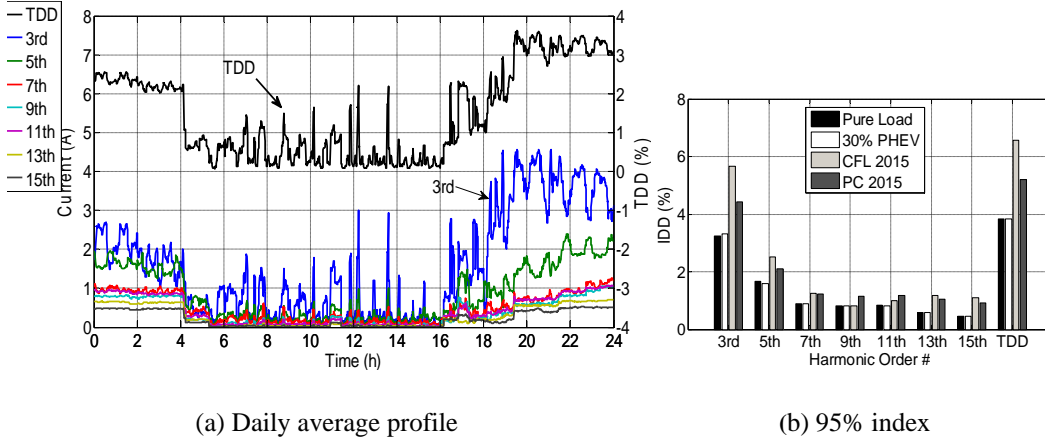 TDD
3rd
5th
7th
9th
11th
13th
15th
8
7
6
5
4
3
2
1
0
Current (A)
TDD
3rd
4
3
2
1
0
-1
-2
-3
-4
TDD (%)
0 2 4 6 8 10 12 14 16 18 20 22 24
Time (h)
(a) Daily average profile
8
6
4
2
0
IDD (%)
Pure Load
30% PHEV
CFL 2015
PC 2015
3rd 5th 7th 9th 11th 13th 15th TDD
Harmonic Order #
(b) 95% index